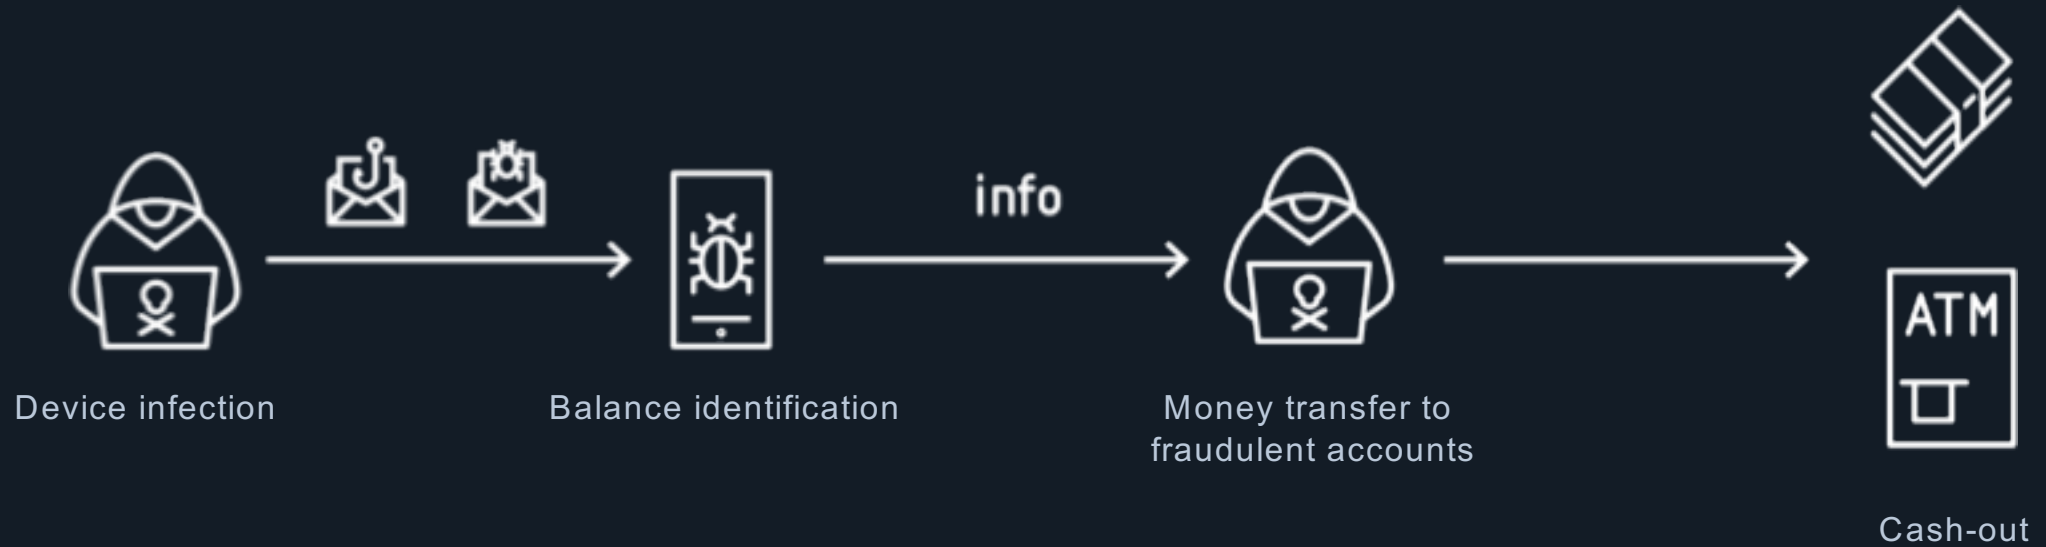 info
ATM
Device infection
Balance identification
Money transfer to
fraudulent accounts
Cash-out